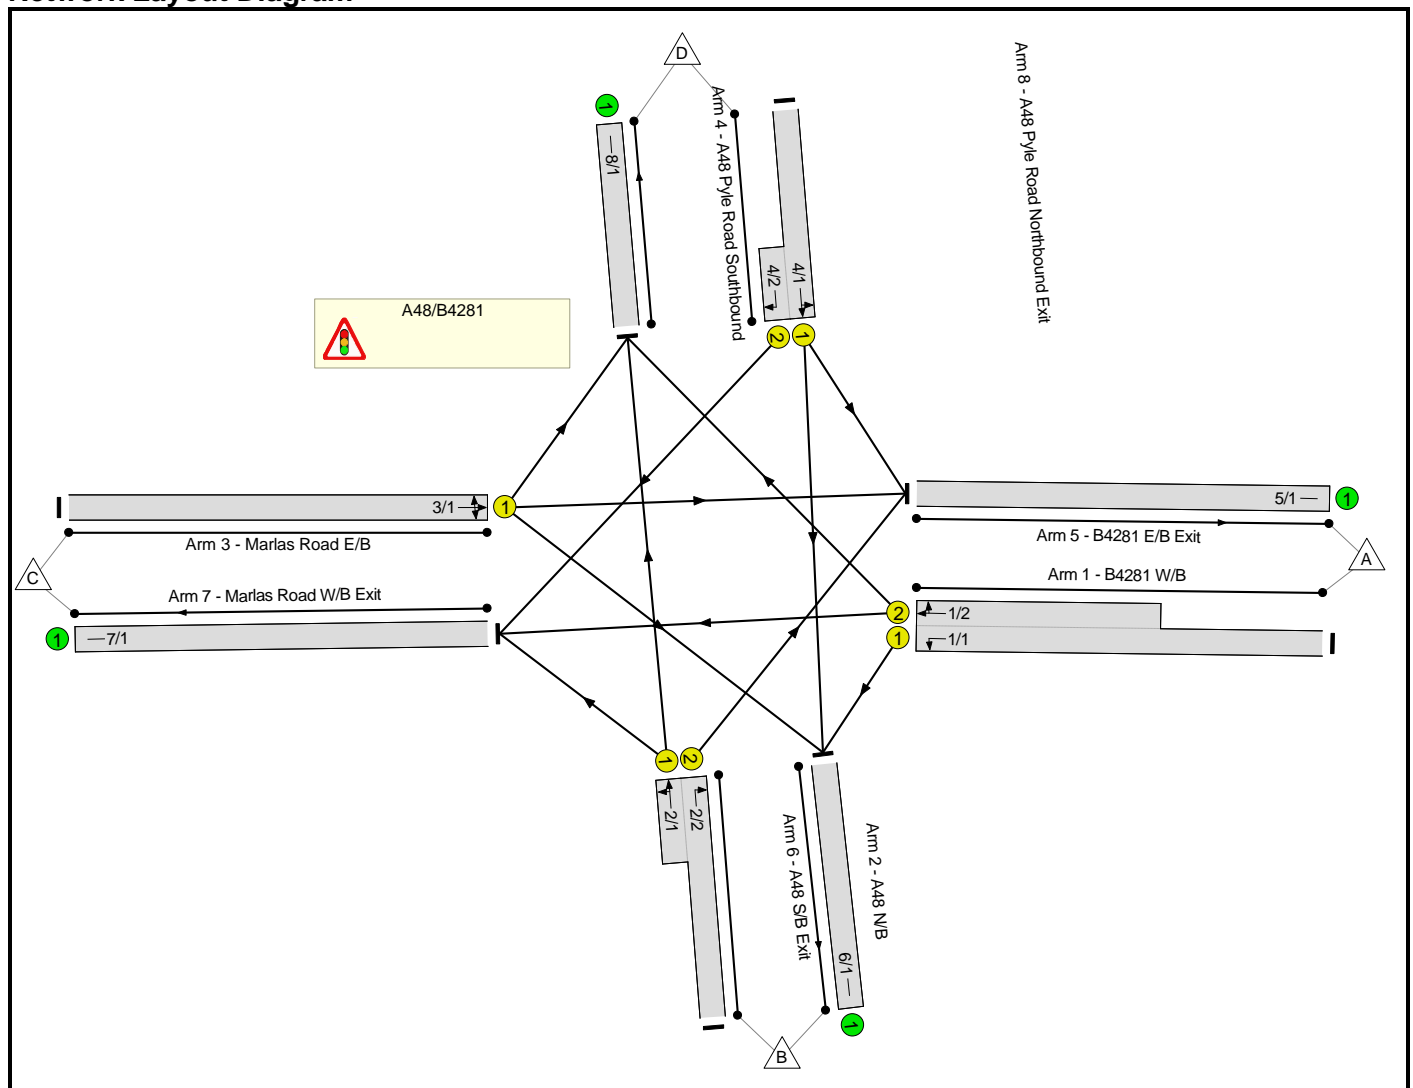 Network Layout Diagram
D
1
8/1
Arm 4 - A48 Pyle Road Southbound
4/2
4/1
2
1
Arm 8 - A48 Pyle Road Northbound Exit
A48/B4281
3/1
1
Arm 3 - Marlas Road E/B
C
Arm 7 - Marlas Road W/B Exit
1
7/1
5/1
1
Arm 5 - B4281 E/B Exit
A
Arm 1 - B4281 W/B
2
1/2
1
1/1
1
2
2/1
2/2
Arm 6 - A48 S/B Exit
6/1
Arm 2 - A48 N/B
1
B